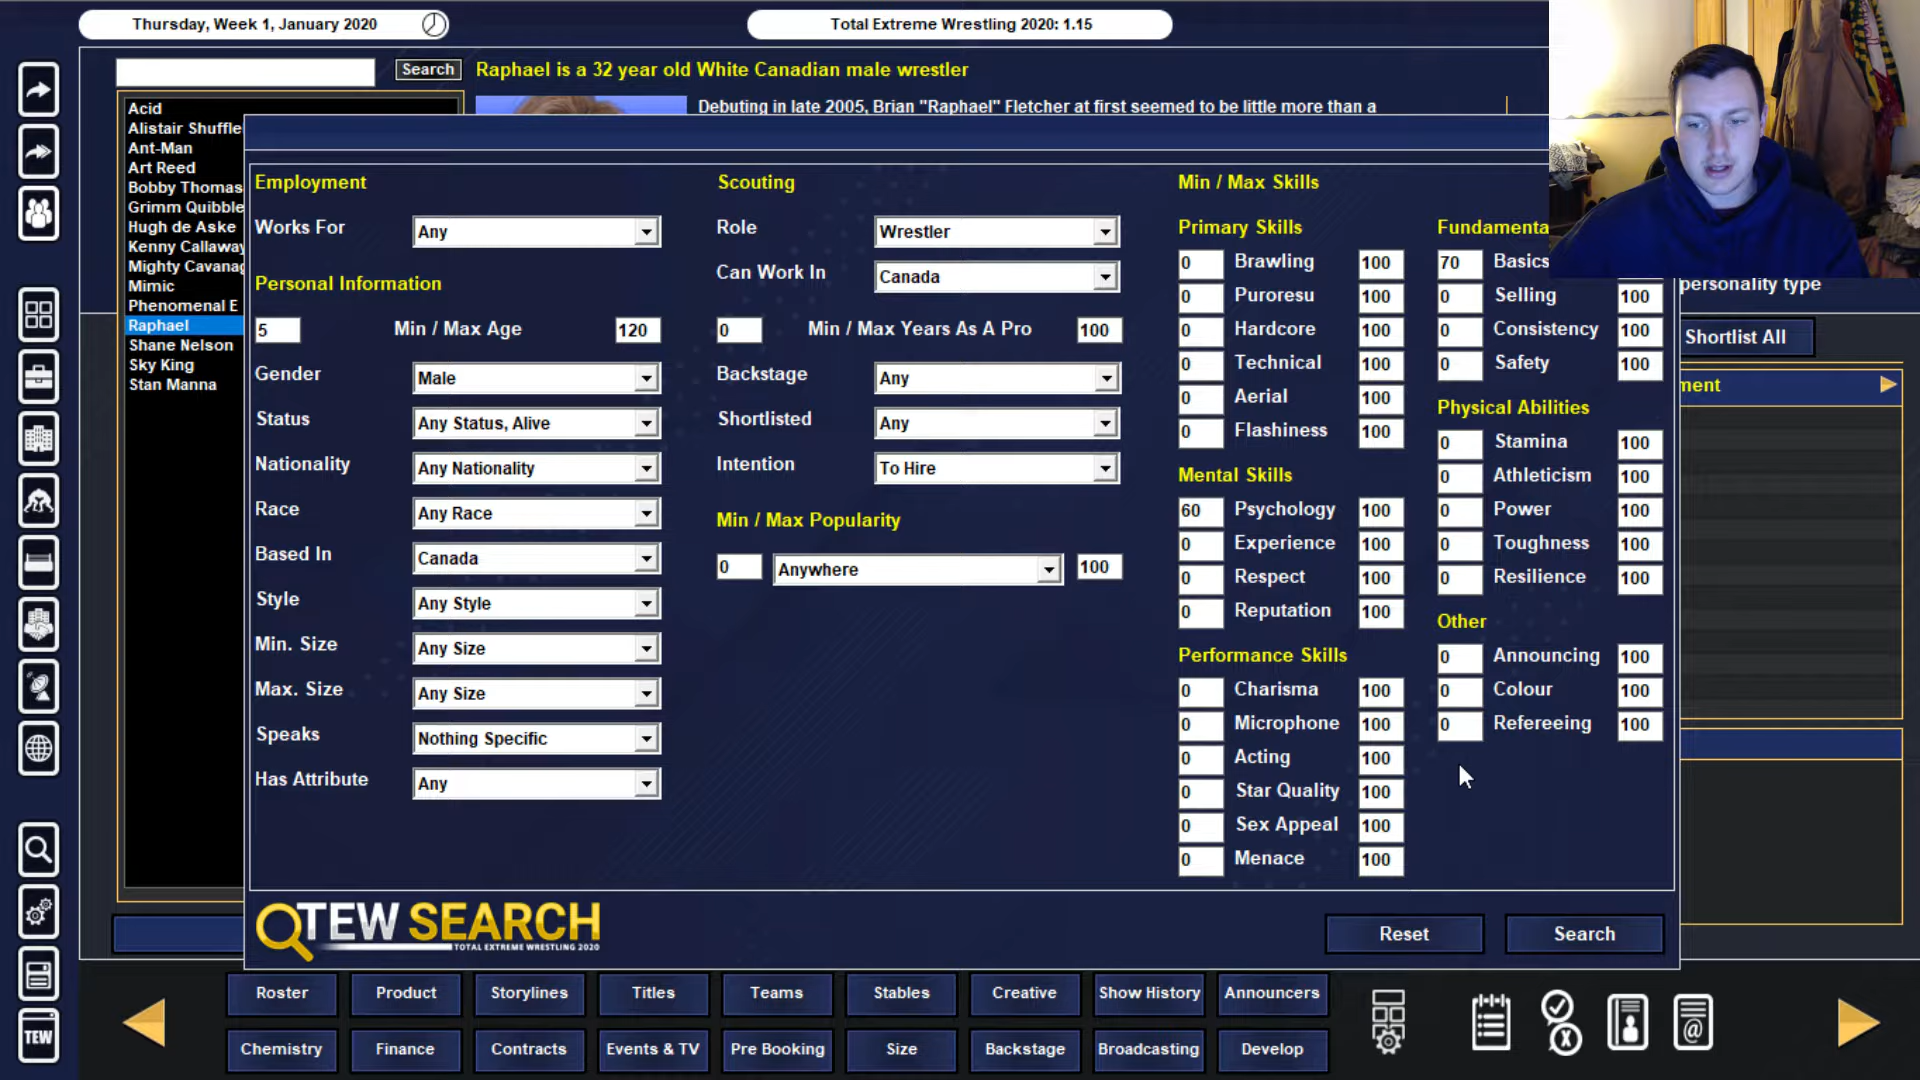 Thursday, Week 1, January 2020
Total Extreme Wrestling 2020: 1.15
Search
Raphael is a 32 year old White Canadian male wrestler
Debuting in late 2005, Brian "Raphael" Fletcher at first seemed to be little more than a
Acid
Alistair Shuffle
Ant-Man
Art Reed
Bobby Thomas
Grimm Quibble
Hugh de Aske
Kenny Callaway
Mighty Cavanag
Mimic
Phenomenal E
Raphael
Shane Nelson
Sky King
Stan Manna
personality type
Shortlist All
ment
Employment
Works For Any
Personal Information
5 Min / Max Age 120
Gender Male
Status Any Status, Alive
Nationality Any Nationality
Race Any Race
Based In Canada
Style Any Style
Min. Size Any Size
Max. Size Any Size
Speaks Nothing Specific
Has Attribute Any
Scouting
Role Wrestler
Can Work In Canada
0 Min / Max Years As A Pro 100
Backstage Any
Shortlisted Any
Intention To Hire
Min / Max Popularity
0 Anywhere 100
Min / Max Skills
Primary Skills
0 Brawling 100
0 Puroresu 100
0 Hardcore 100
0 Technical 100
0 Aerial 100
0 Flashiness 100
Mental Skills
60 Psychology 100
0 Experience 100
0 Respect 100
0 Reputation 100
Performance Skills
0 Charisma 100
0 Microphone 100
0 Acting 100
0 Star Quality 100
0 Sex Appeal 100
0 Menace 100
Fundamenta
70 Basics
0 Selling 100
0 Consistency 100
0 Safety 100
Physical Abilities
0 Stamina 100
0 Athleticism 100
0 Power 100
0 Toughness 100
0 Resilience 100
Other
0 Announcing 100
0 Colour 100
0 Refereeing 100
TEW SEARCH
TOTAL EXTREME WRESTLING 2020
Reset
Search
Roster Product Storylines Titles Teams Stables Creative Show History Announcers
Chemistry Finance Contracts Events & TV Pre Booking Size Backstage Broadcasting Develop
TEW